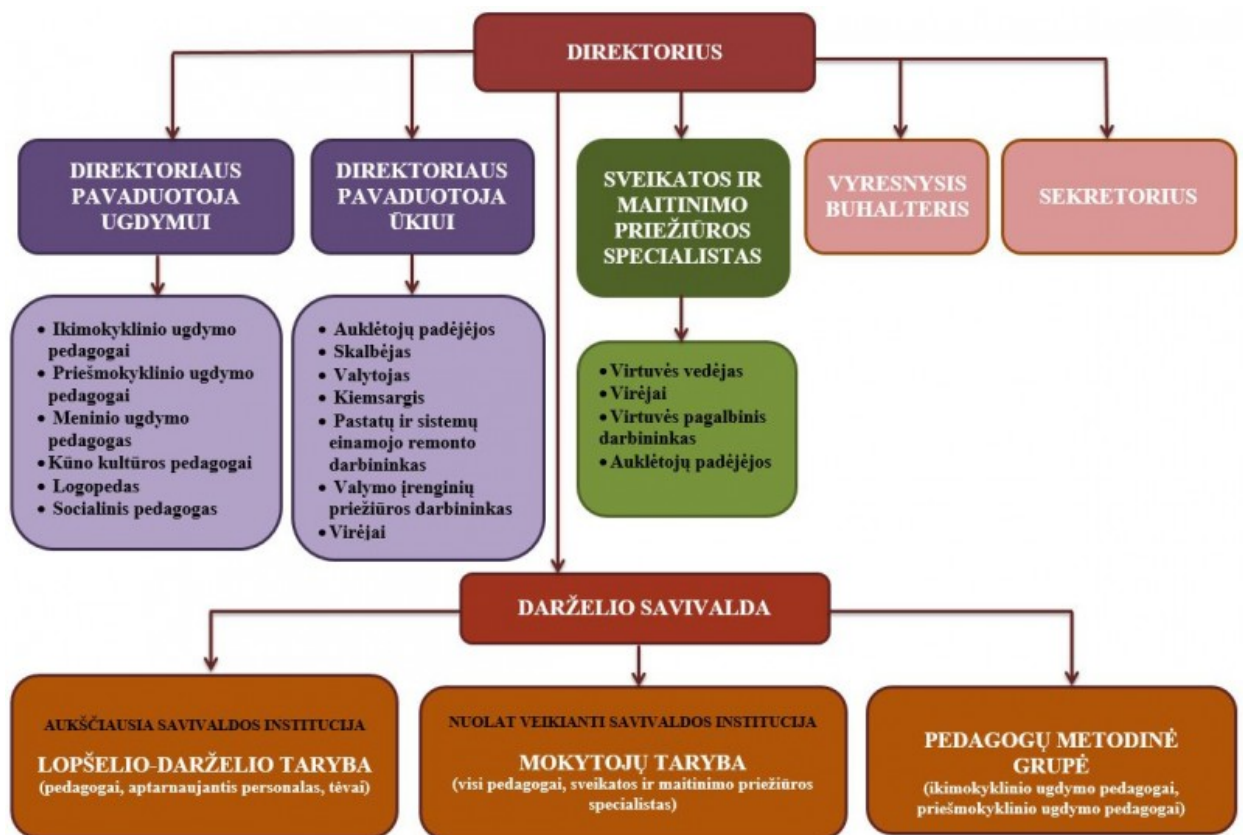 DIREKTORIUS
DIREKTORIAUS
PAVADUOTOJA
UGDYMUI
DIREKTORIAUS
PAVADUOTOJA
ŪKIUI
SVEIKATOS IR
MAITINIMO
PRIEŽIŪROS
SPECIALISTAS
VYRESNYSIS
BUHALTERIS
SEKRETORIUS
• Ikimokyklinio ugdymo
pedagogai
• Priešmokyklinio ugdymo
pedagogai
• Meninio ugdymo
pedagogas
• Kūno kultūros pedagogai
• Logopedas
• Socialinis pedagogas
• Auklėtojų padėjėjos
• Skalbėjas
• Valytojas
• Kiemsargis
• Pastatų ir sistemų
einamojo remonto
darbininkas
• Valymo įrenginių
priežiūros darbininkas
• Virėjai
• Virtuvės vedėjas
• Virėjai
• Virtuvės pagalbinis
darbininkas
• Auklėtojų padėjėjos
DARŽELIO SAVIVALDA
AUKŠČIAUSIA SAVIVALDOS INSTITUCIJA
LOPŠELIO-DARŽELIO TARYBA
(pedagogai, aptarnaujantis personalas, tėvai)
NUOLAT VEIKIANTI SAVIVALDOS INSTITUCIJA
MOKYTOJŲ TARYBA
(visi pedagogai, sveikatos ir maitinimo priežiūros
specialistas)
PEDAGOGŲ METODINĖ
GRUPĖ
(ikimokyklinio ugdymo pedagogai,
priešmokyklinio ugdymo pedagogai)